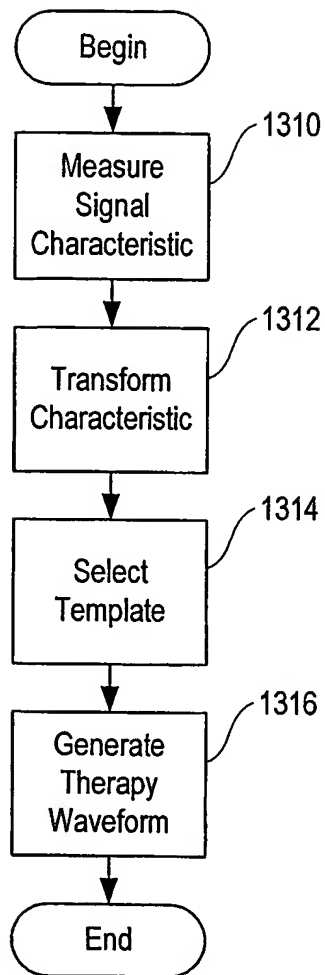 Begin
1310
Measure
Signal
Characteristic
1312
Transform
Characteristic
1314
Select
Template
1316
Generate
Therapy
Waveform
End